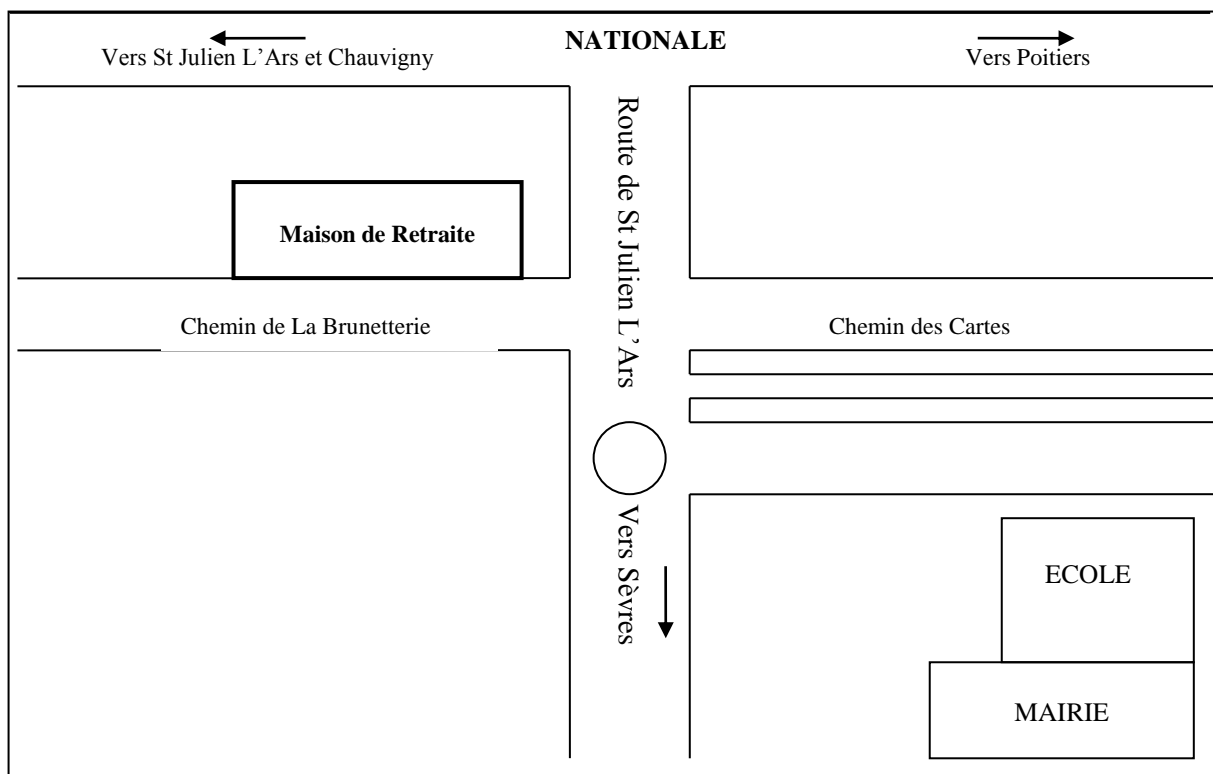 NATIONALE
Vers St Julien L’Ars et Chauvigny
Vers Poitiers
Route de St Julien L’Ars
Maison de Retraite
Chemin de La Brunetterie
Chemin des Cartes
Vers Sèvres
ECOLE
MAIRIE